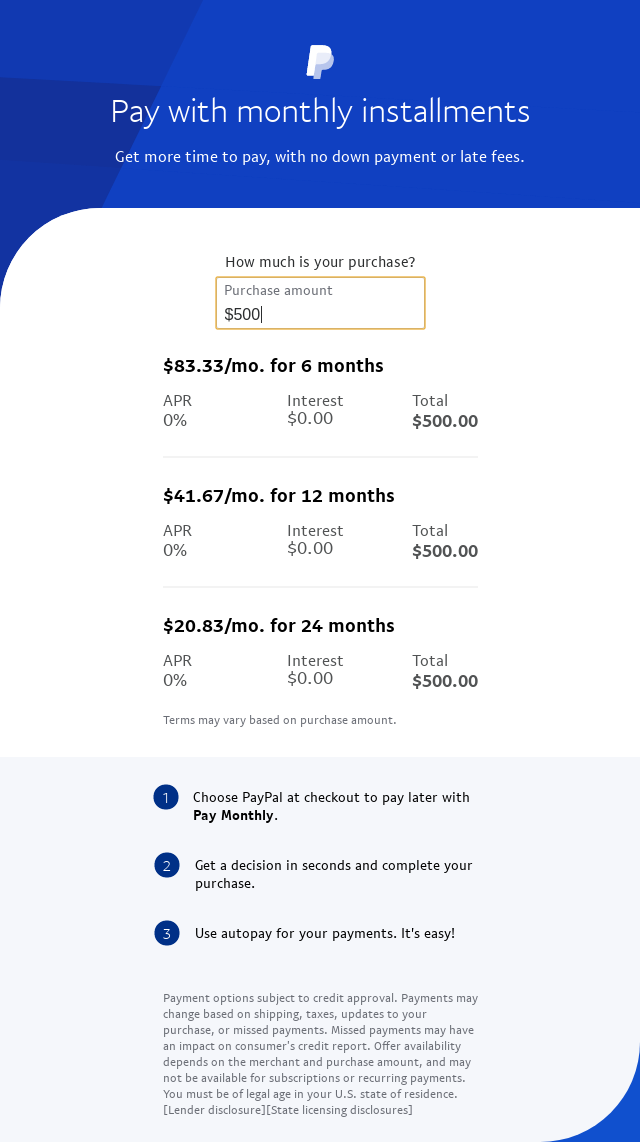 Pay with monthly installments
Get more time to pay, with no down payment or late fees.
How much is your purchase?
Purchase amount
$500
$83.33/mo. for 6 months
APR Interest Total
0% $0.00 $500.00
$41.67/mo. for 12 months
APR Interest Total
0% $0.00 $500.00
$20.83/mo. for 24 months
APR Interest Total
0% $0.00 $500.00
Terms may vary based on purchase amount.
1 Choose PayPal at checkout to pay later with
Pay Monthly.
2 Get a decision in seconds and complete your
purchase.
3 Use autopay for your payments. It's easy!
Payment options subject to credit approval. Payments may
change based on shipping, taxes, updates to your
purchase, or missed payments. Missed payments may have
an impact on consumer's credit report. Offer availability
depends on the merchant and purchase amount, and may
not be available for subscriptions or recurring payments.
You must be of legal age in your U.S. state of residence.
[Lender disclosure][State licensing disclosures]